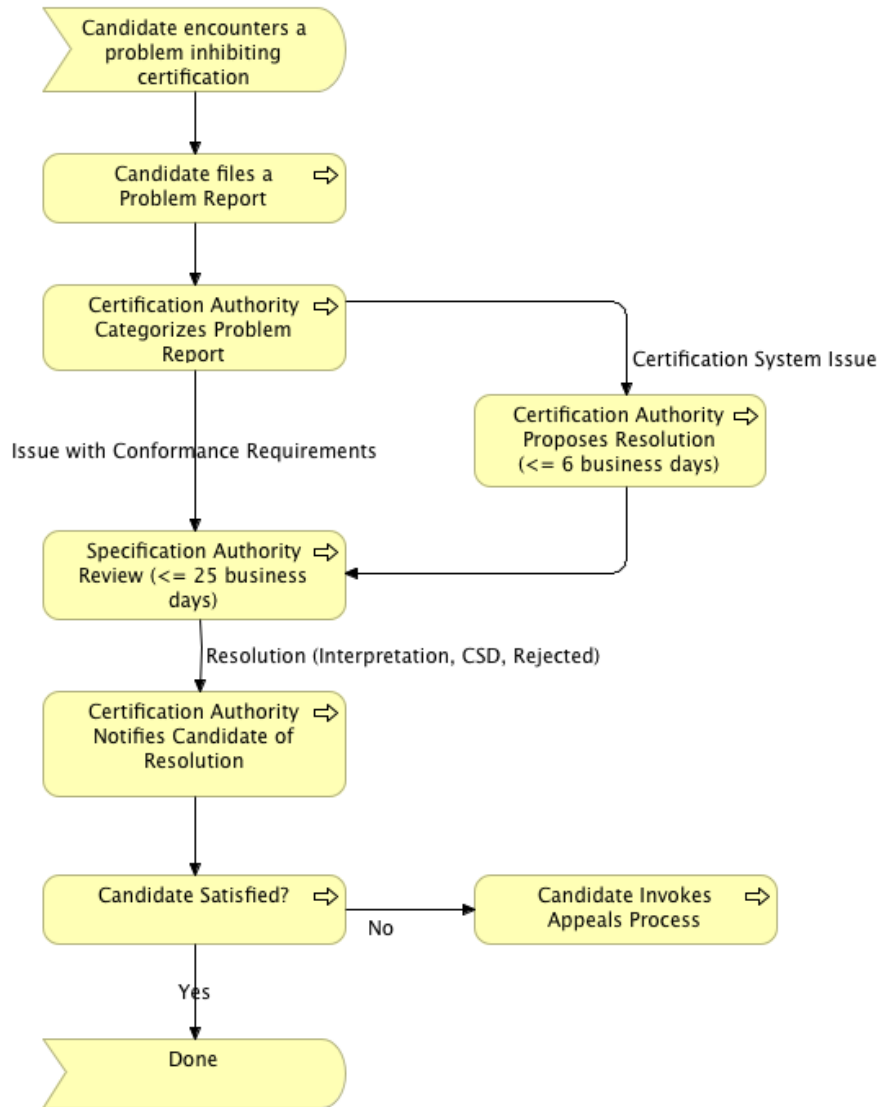 Candidate encounters a
problem inhibiting
certification
Candidate files a
Problem Report
Certification Authority
Categorizes Problem
Report
Certification System Issue
Certification Authority
Proposes Resolution
(<= 6 business days)
Issue with Conformance Requirements
Specification Authority
Review (<= 25 business
days)
Resolution (Interpretation, CSD, Rejected)
Certification Authority
Notifies Candidate of
Resolution
Candidate Satisfied?
No
Candidate Invokes
Appeals Process
Yes
Done